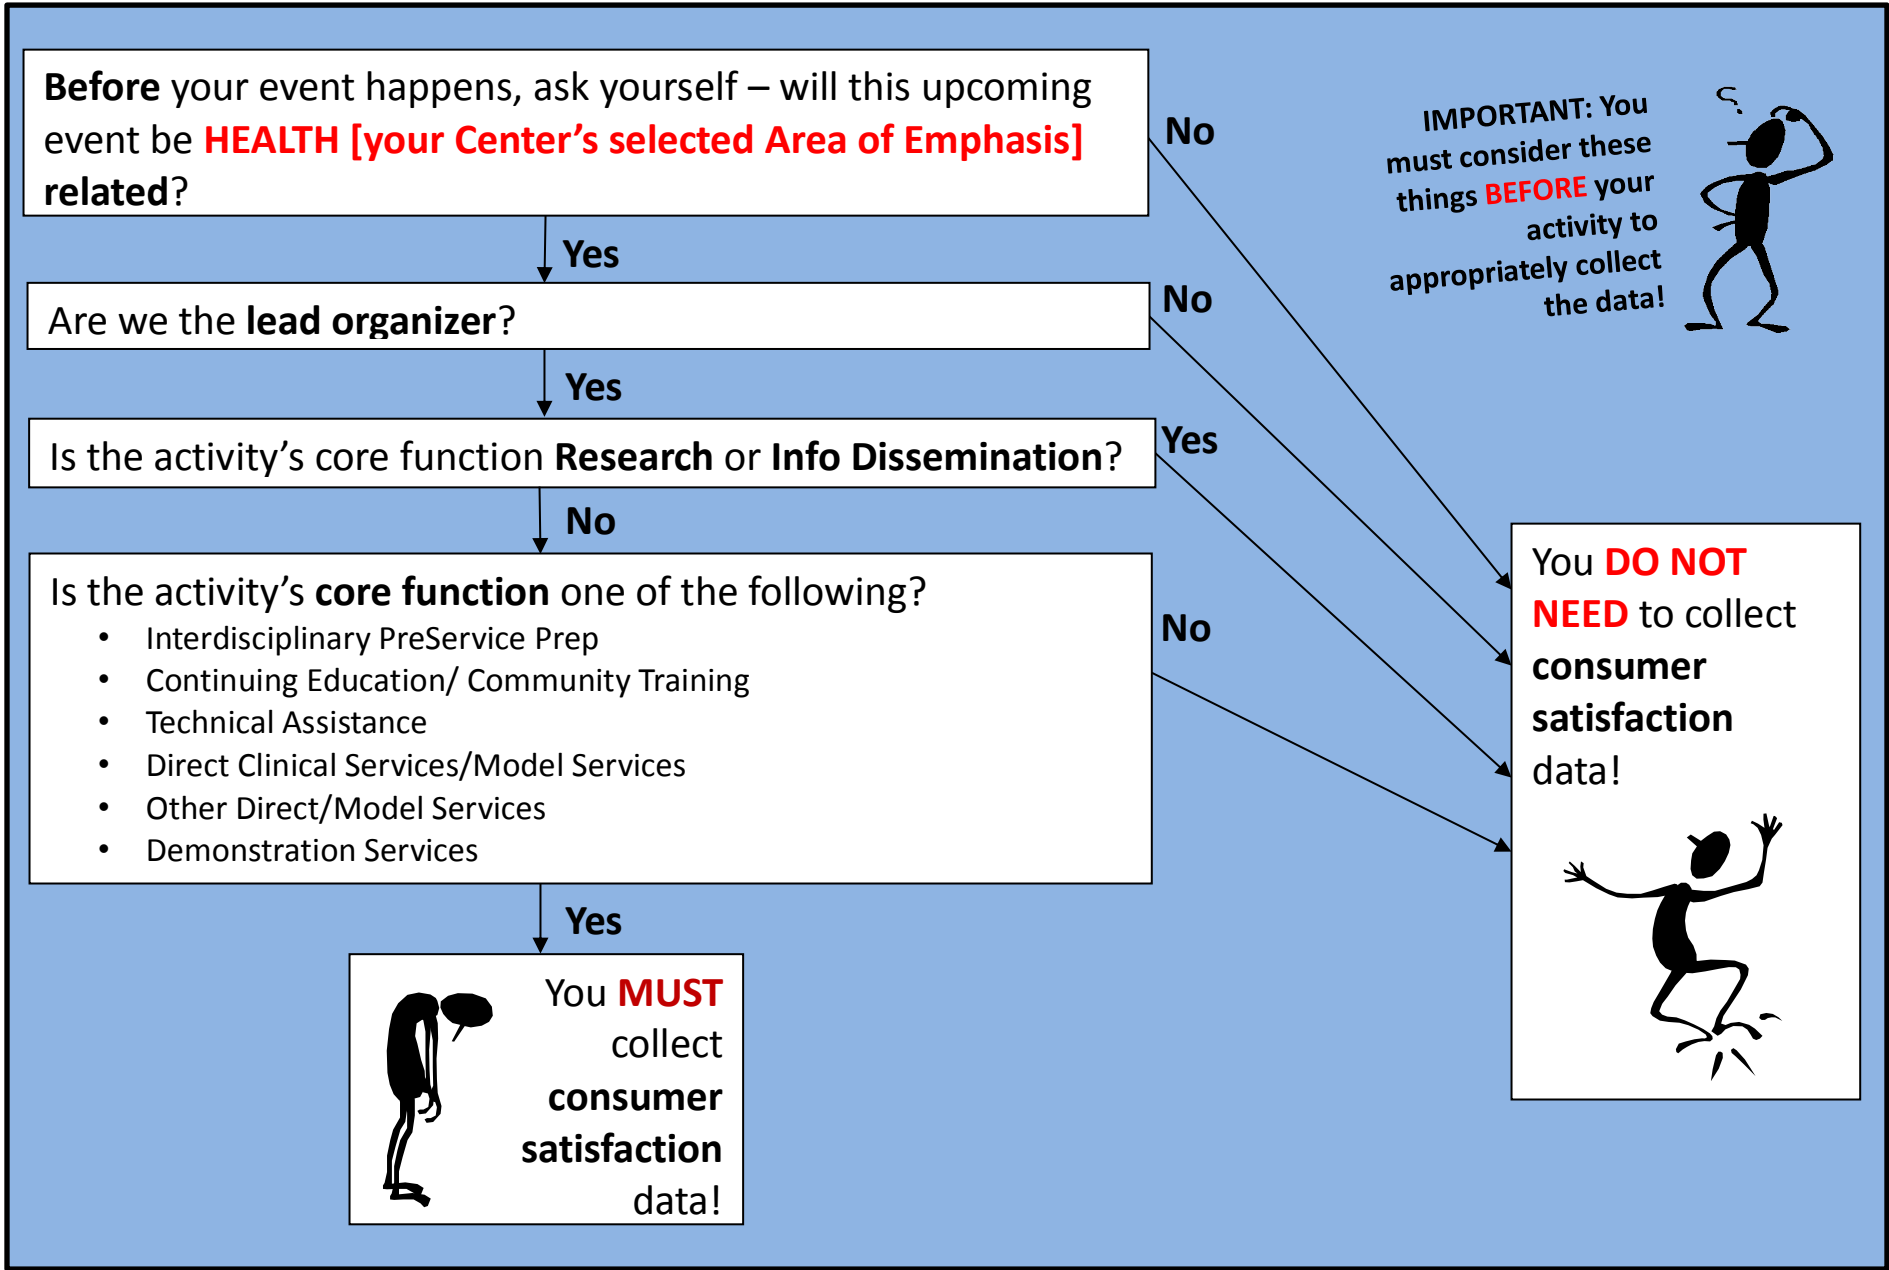 Before your event happens, ask yourself – will this upcoming
event be HEALTH [your Center’s selected Area of Emphasis]
related?
No
IMPORTANT: You
must consider these
things BEFORE your
activity to
appropriately collect
the data!
Yes
Are we the lead organizer?
No
Yes
Is the activity’s core function Research or Info Dissemination?
Yes
No
Is the activity’s core function one of the following?
• Interdisciplinary PreService Prep
• Continuing Education/ Community Training
• Technical Assistance
• Direct Clinical Services/Model Services
• Other Direct/Model Services
• Demonstration Services
No
You DO NOT
NEED to collect
consumer
satisfaction
data!
Yes
You MUST
collect
consumer
satisfaction
data!